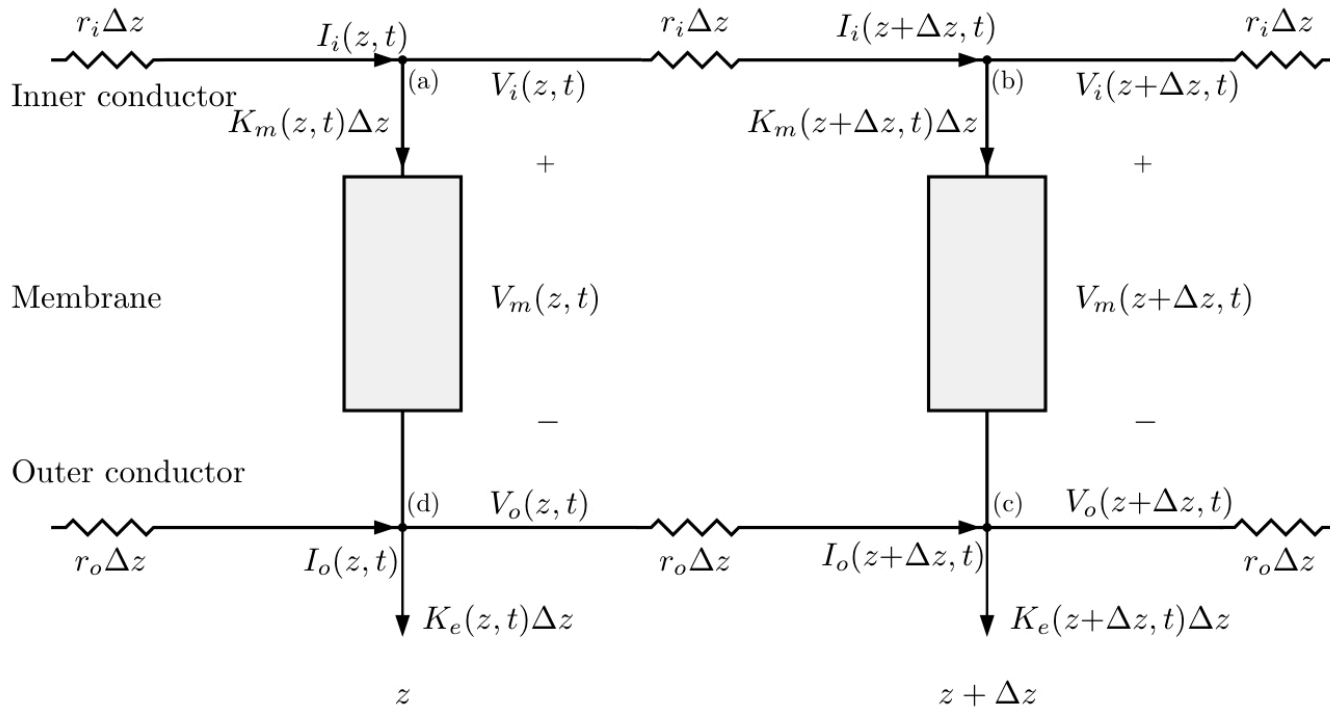 r_iΔz I_i(z, t) r_iΔz I_i(z+Δz, t) r_iΔz
(a) V_i(z, t) (b) V_i(z+Δz, t)
Inner conductor
K_m(z, t)Δz K_m(z+Δz, t)Δz
+ +
Membrane V_m(z, t) V_m(z+Δz, t)
− −
Outer conductor
(d) V_o(z, t) (c) V_o(z+Δz, t)
r_oΔz I_o(z, t) r_oΔz I_o(z+Δz, t) r_oΔz
K_e(z, t)Δz K_e(z+Δz, t)Δz
z z + Δz